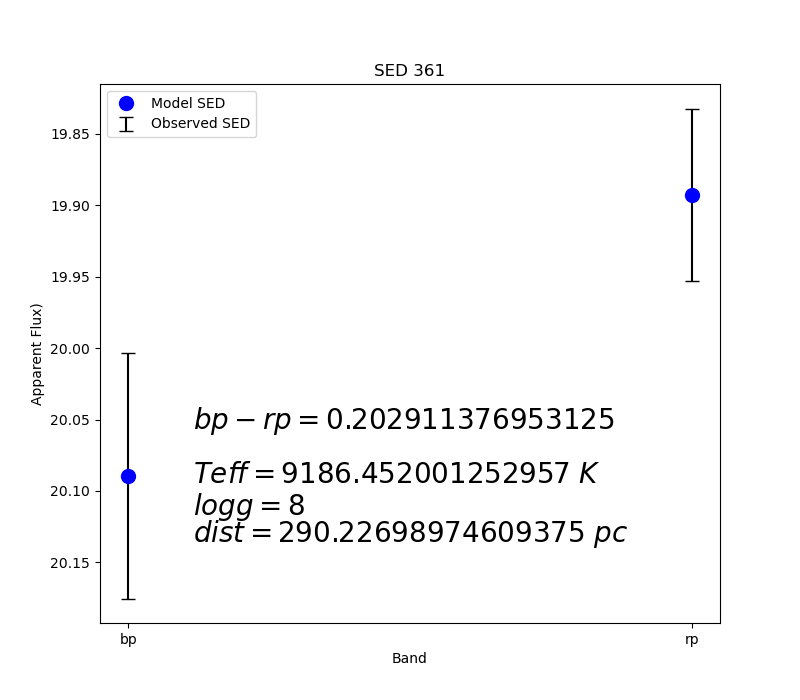 SED 361
Model SED
Observed SED
19.85
19.90
19.95
20.00
20.05
20.10
20.15
Apparent Flux)
bp − rp = 0.202911376953125
Teff = 9186.452001252957 K
logg = 8
dist = 290.22698974609375 pc
bp
rp
Band